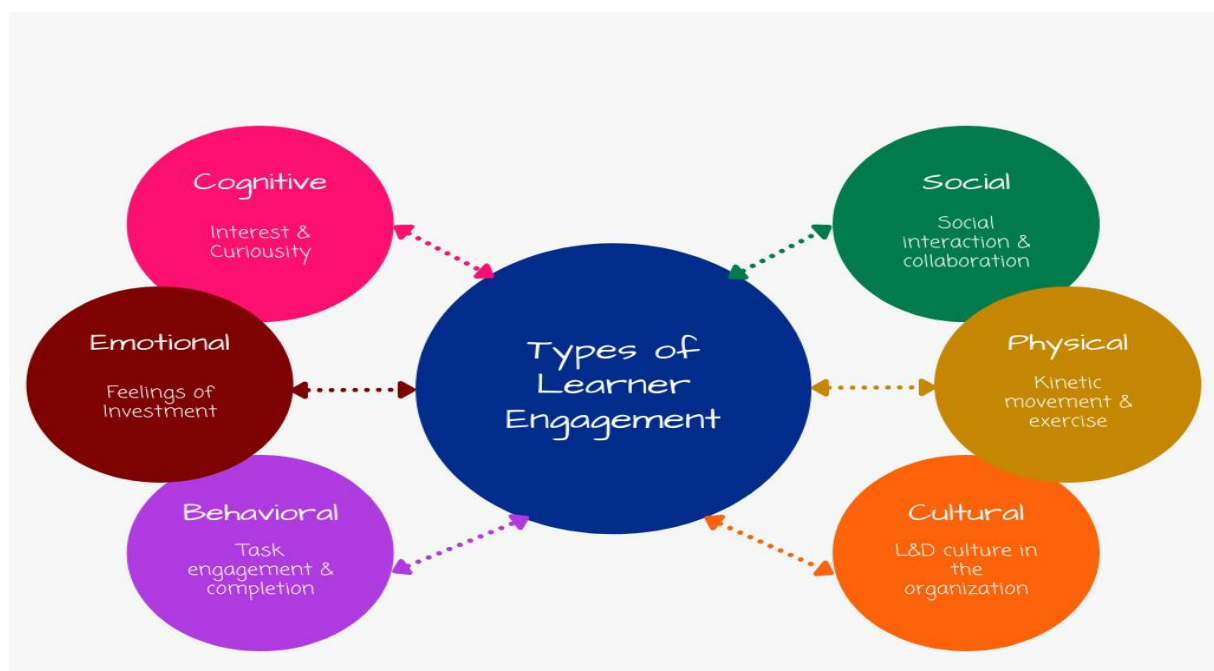 Cognitive
Interest &
Curiousity
Emotional
Feelings of
Investment
Behavioral
Task
engagement &
completion
Types of
Learner
Engagement
Social
Social
interaction &
collaboration
Physical
Kinetic
movement &
exercise
Cultural
L&D culture in
the
organization